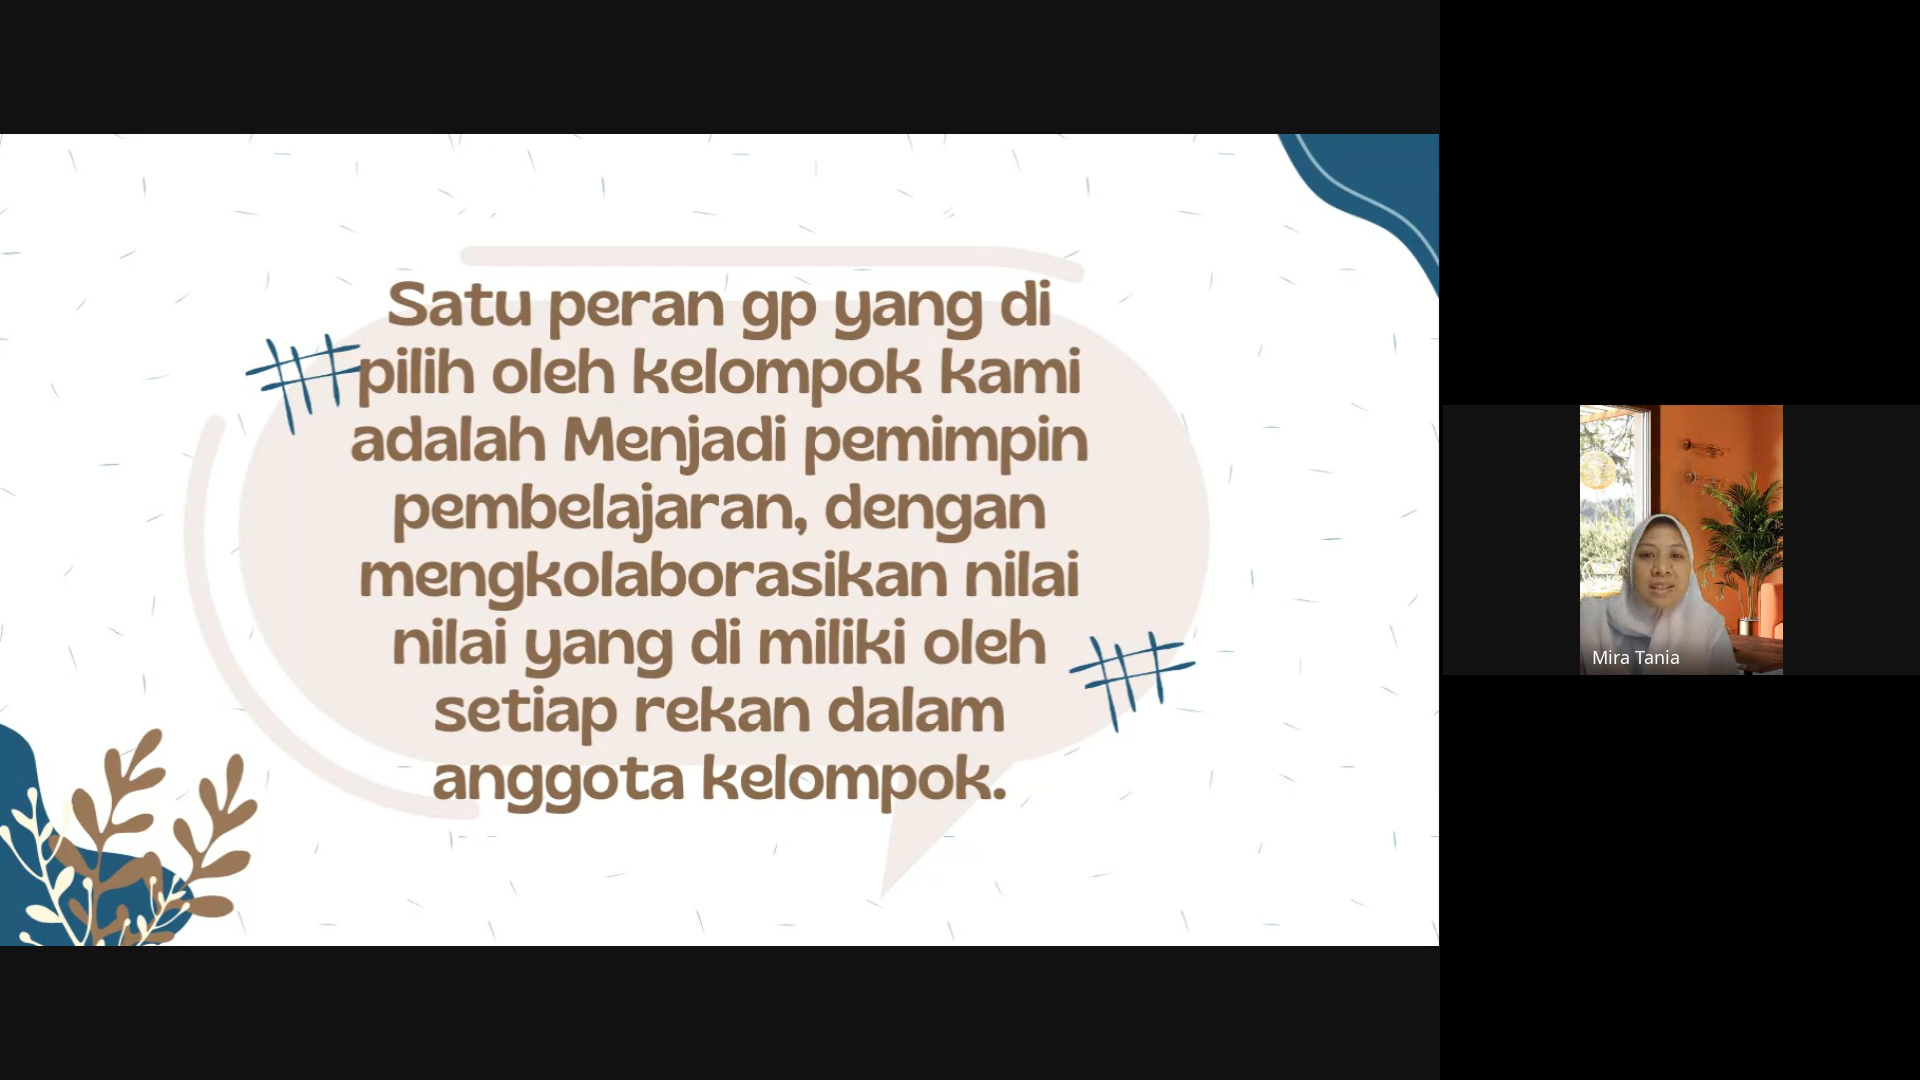 Satu peran gp yang di
pilih oleh kelompok kami
adalah Menjadi pemimpin
pembelajaran, dengan
mengkolaborasikan nilai
nilai yang di miliki oleh
setiap rekan dalam
anggota kelompok.
Mira Tania